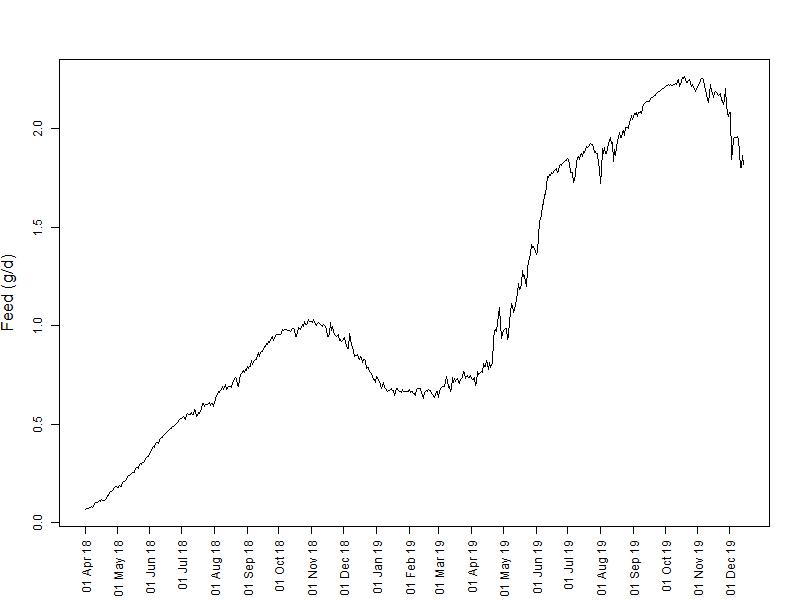 Feed (g/d)
2.0
1.5
1.0
0.5
0.0
01 Apr 18
01 May 18
01 Jun 18
01 Jul 18
01 Aug 18
01 Sep 18
01 Oct 18
01 Nov 18
01 Dec 18
01 Jan 19
01 Feb 19
01 Mar 19
01 Apr 19
01 May 19
01 Jun 19
01 Jul 19
01 Aug 19
01 Sep 19
01 Oct 19
01 Nov 19
01 Dec 19